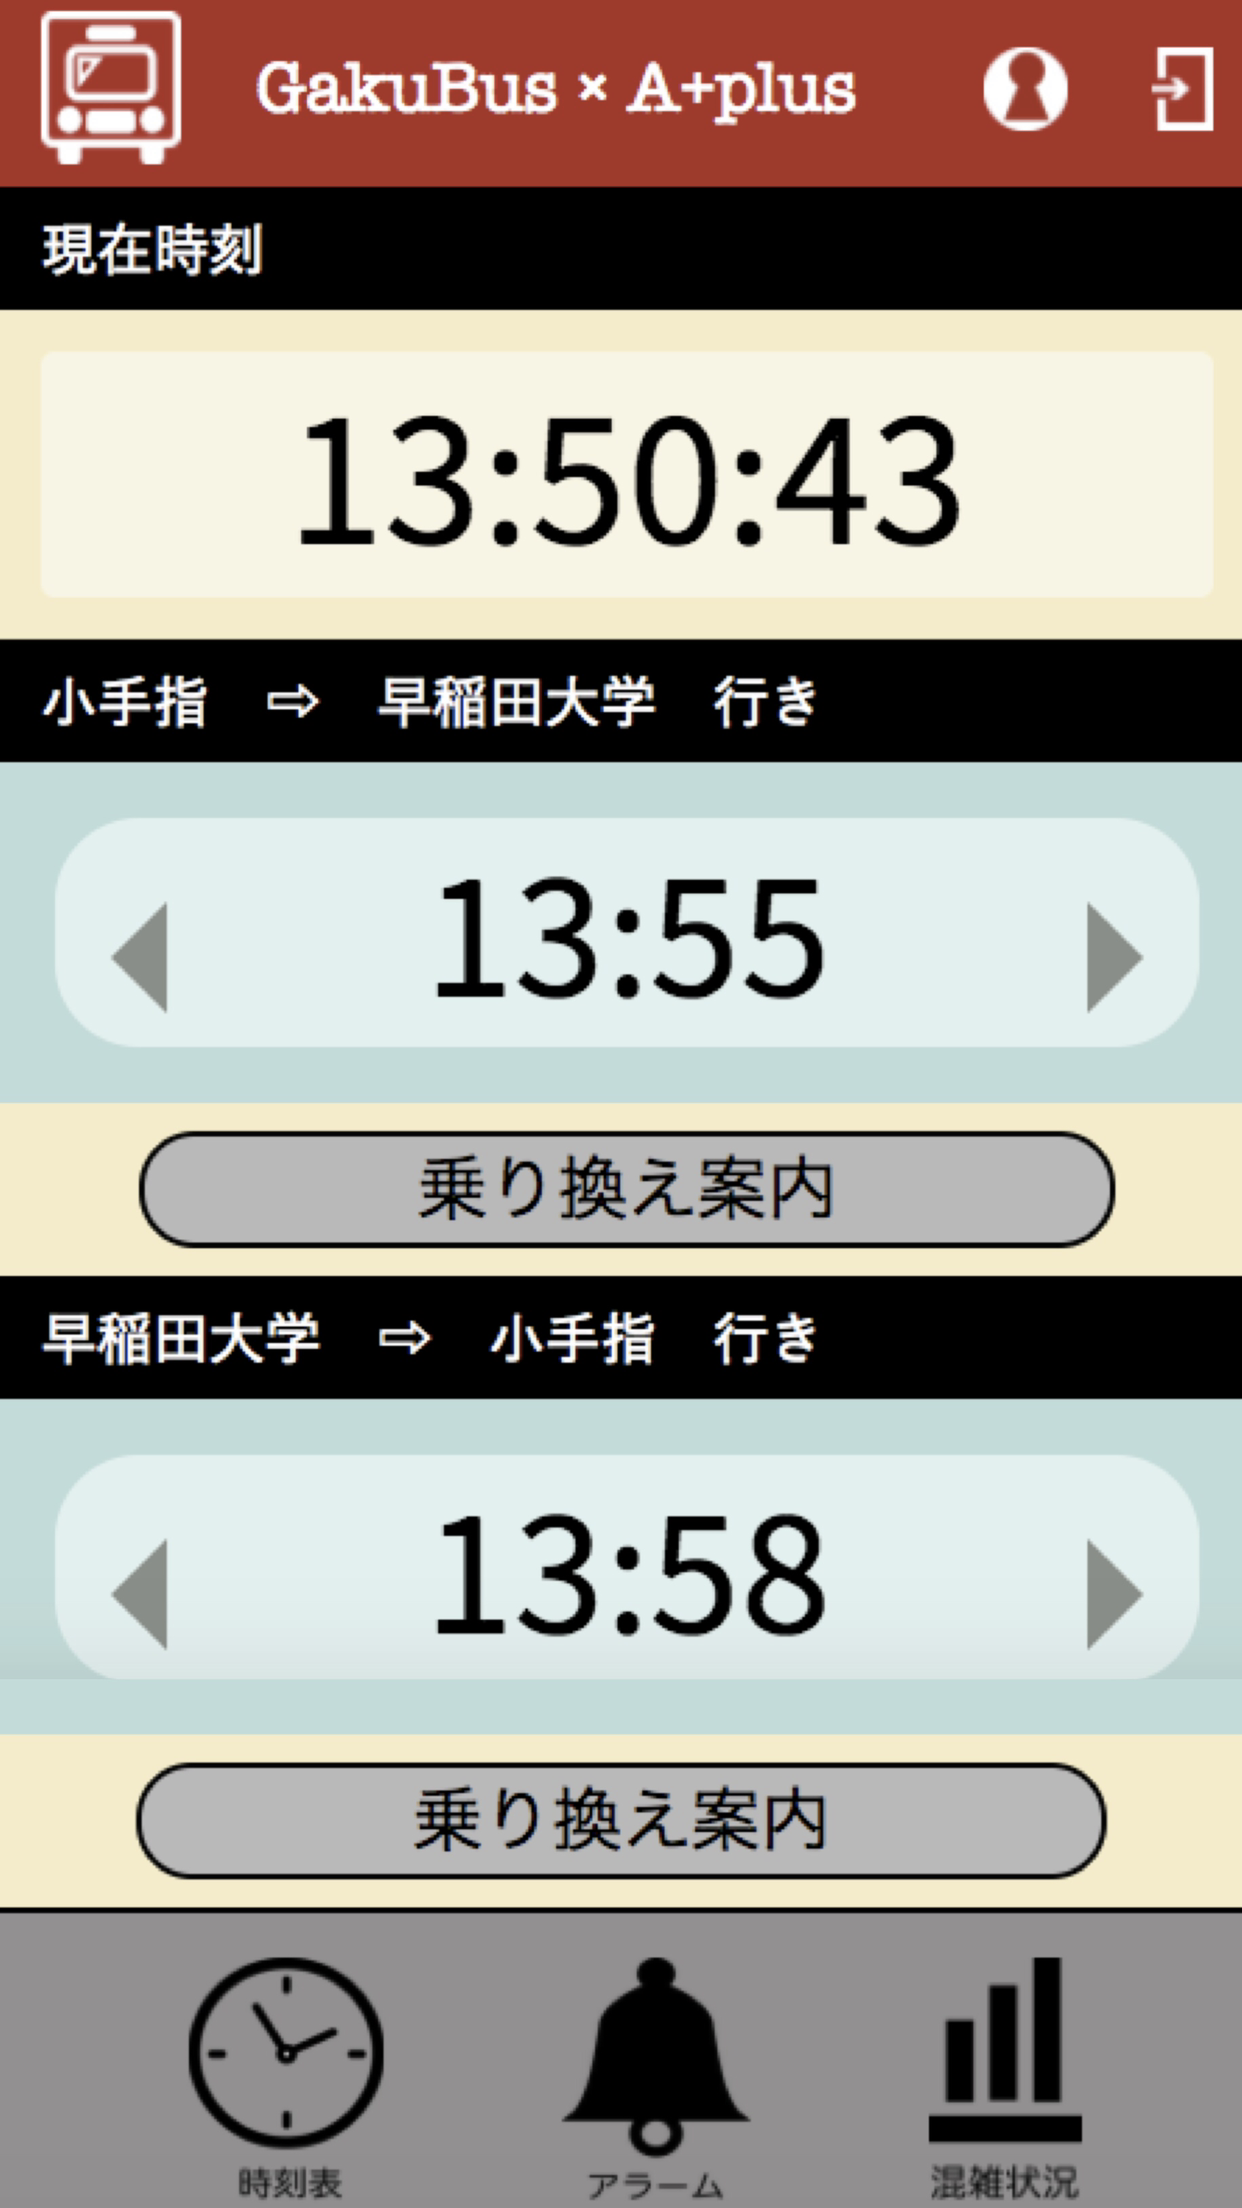 GakuBus × A+plus
現在時刻
13:50:43
小手指　⇨　早稲田大学　行き
13:55
乗り換え案内
早稲田大学　⇨　小手指　行き
13:58
乗り換え案内
時刻表　アラーム　混雑状況